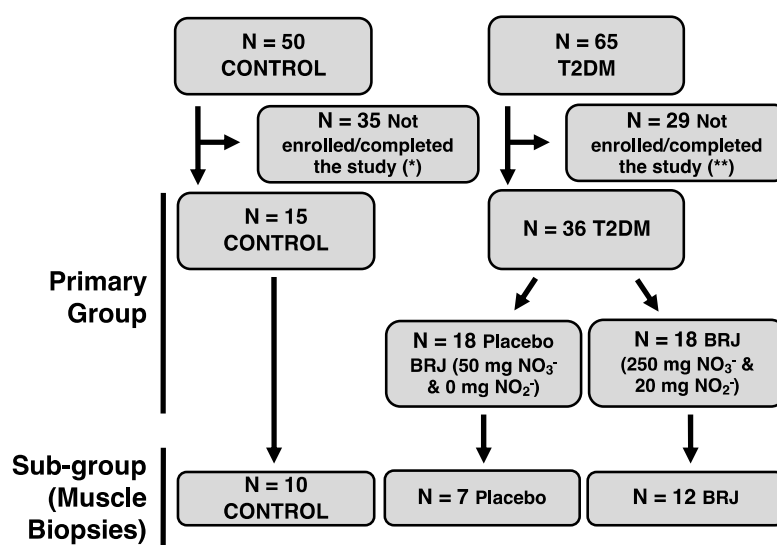 N = 50
CONTROL
N = 65
T2DM
N = 35 Not
enrolled/completed
the study (*)
N = 29 Not
enrolled/completed
the study (**)
Primary
Group
N = 15
CONTROL
N = 36 T2DM
N = 18 Placebo
BRJ (50 mg NO₃⁻
& 0 mg NO₂⁻)
N = 18 BRJ
(250 mg NO₃⁻ &
20 mg NO₂⁻)
Sub-group
(Muscle
Biopsies)
N = 10
CONTROL
N = 7 Placebo
N = 12 BRJ